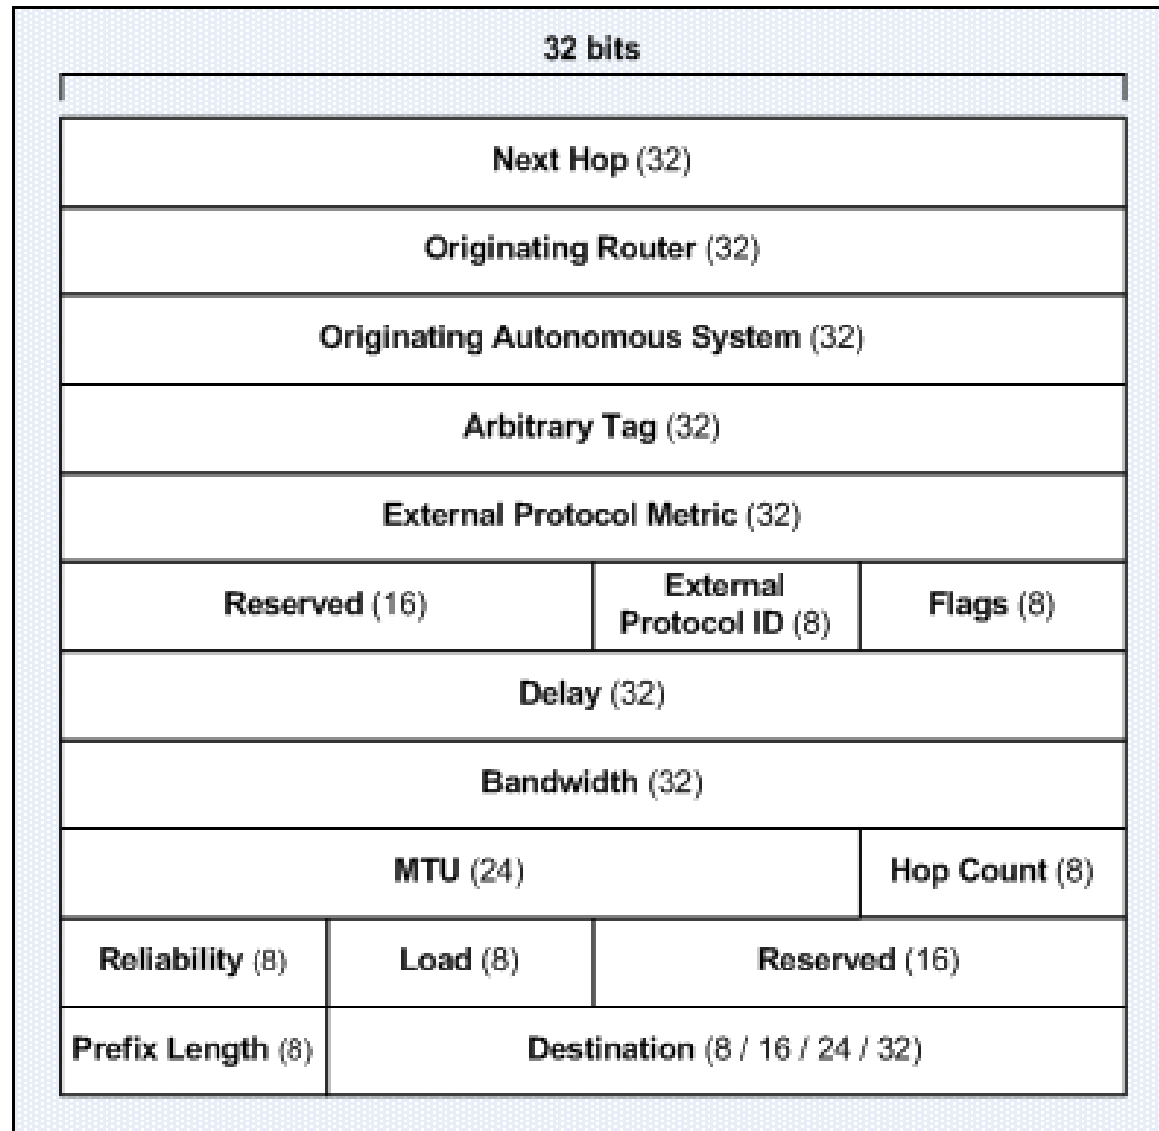 32 bits
Next Hop (32)
Originating Router (32)
Originating Autonomous System (32)
Arbitrary Tag (32)
External Protocol Metric (32)
Reserved (16)
External
Protocol ID (8)
Flags (8)
Delay (32)
Bandwidth (32)
MTU (24)
Hop Count (8)
Reliability (8)
Load (8)
Reserved (16)
Prefix Length (8)
Destination (8 / 16 / 24 / 32)